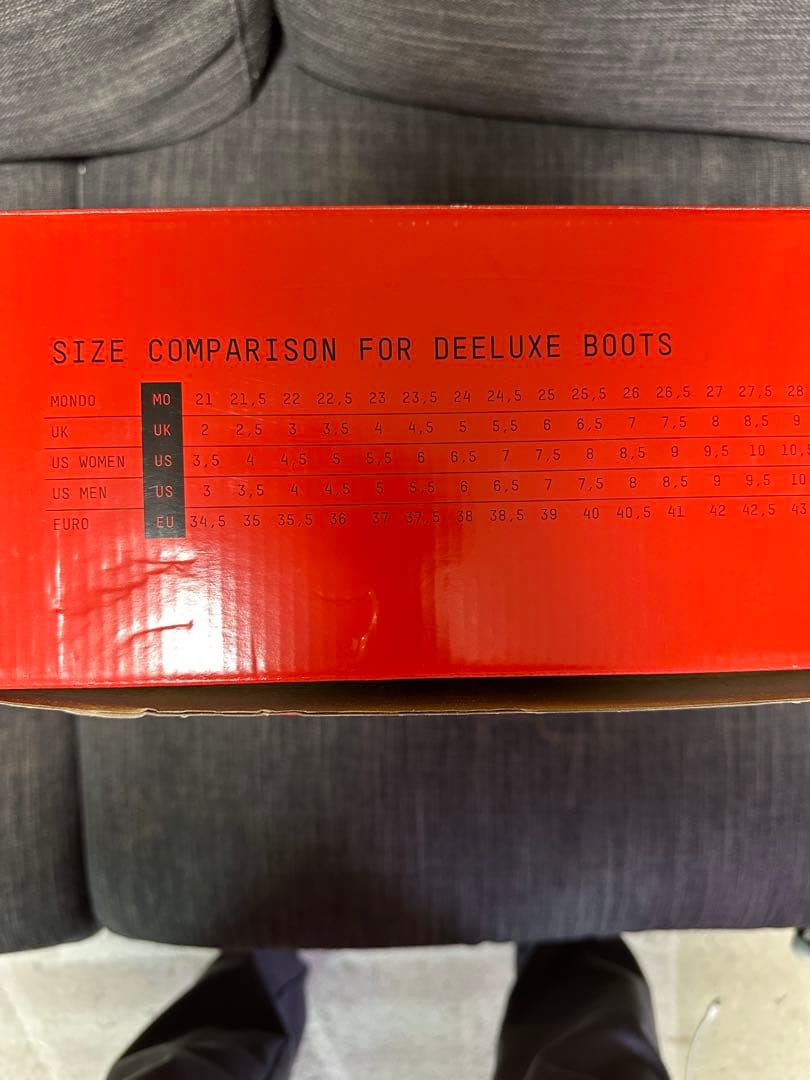 SIZE COMPARISON FOR DEELUXE BOOTS
MONDO MO 21 21,5 22 22,5 23 23,5 24 24,5 25 25,5 26 26,5 27 27,5 28
UK UK 2 2,5 3 3,5 4 4,5 5 5,5 6 6,5 7 7,5 8 8,5 9
US WOMEN US 3,5 4 4,5 5 5,5 6 6,5 7 7,5 8 8,5 9 9,5 10 10,5
US MEN US 3 3,5 4 4,5 5 5,5 6 6,5 7 7,5 8 8,5 9 9,5 10
EURO EU 34,5 35 35,5 36 37 37,5 38 38,5 39 40 40,5 41 42 42,5 43